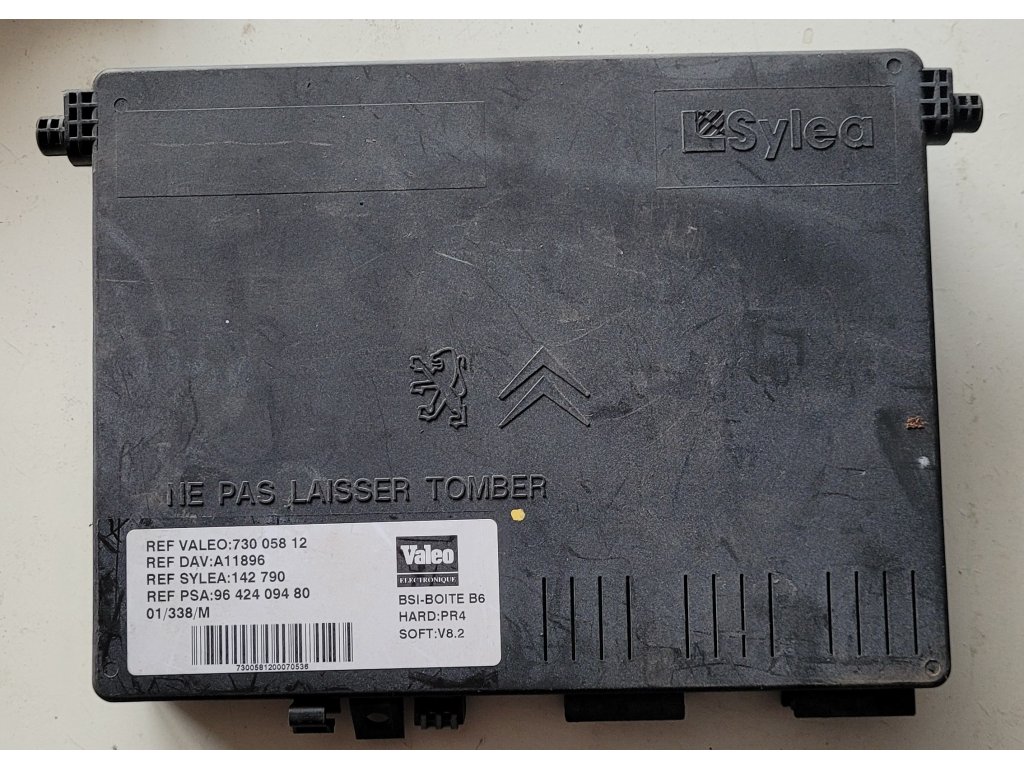 Sylea
NE PAS LAISSER TOMBER
REF VALEO:730 058 12
REF DAV:A11896
REF SYLEA:142 790
REF PSA:96 424 094 80
01/338/M
7300581200070536
Valeo
ELECTRONIQUE
BSI-BOITE B6
HARD:PR4
SOFT:V8.2